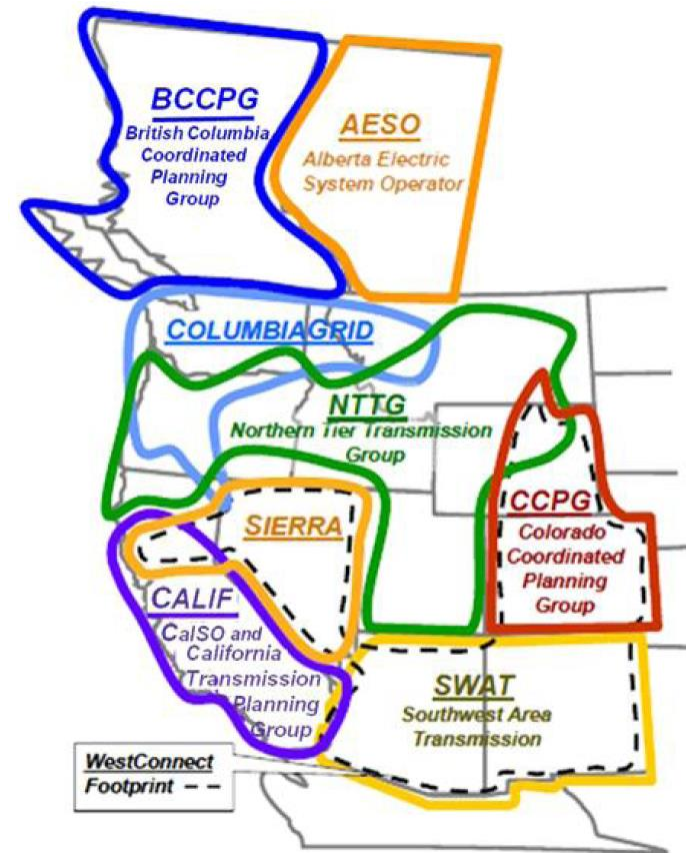 BCCPG
British Columbia
Coordinated
Planning
Group
AESO
Alberta Electric
System Operator
COLUMBIAGRID
NTTG
Northern Tier Transmission
Group
SIERRA
CCPG
Colorado
Coordinated
Planning
Group
CALIF
CalSO and
California
Transmission
Planning
Group
SWAT
Southwest Area
Transmission
WestConnect
Footprint – –